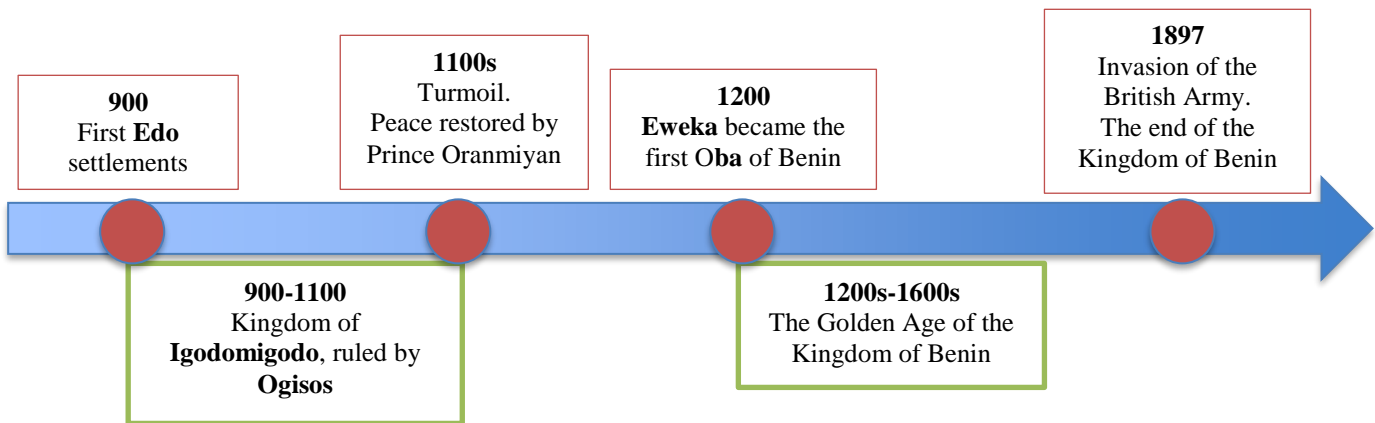 900
First Edo
settlements
1100s
Turmoil.
Peace restored by
Prince Oranmiyan
1200
Eweka became the
first Oba of Benin
1897
Invasion of the
British Army.
The end of the
Kingdom of Benin
900-1100
Kingdom of
Igodomigodo, ruled by
Ogisos
1200s-1600s
The Golden Age of the
Kingdom of Benin